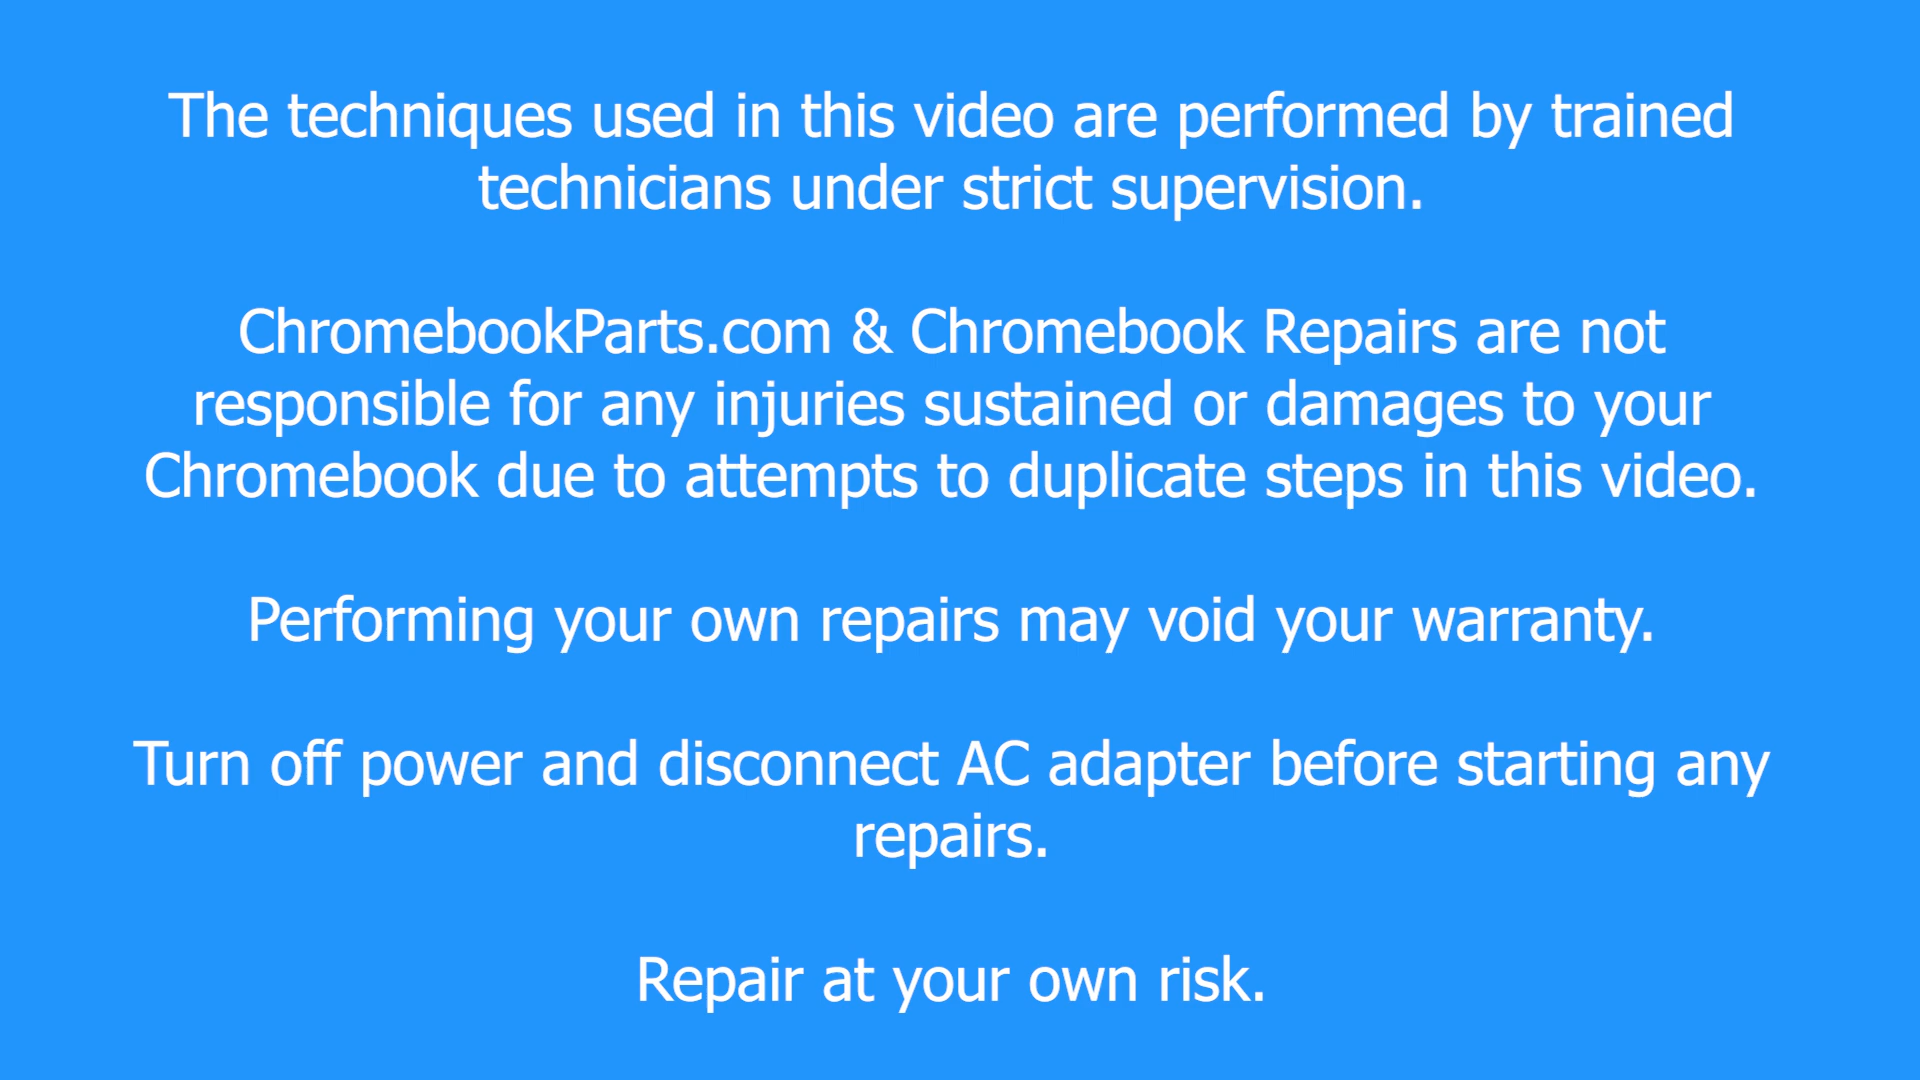 The techniques used in this video are performed by trained
technicians under strict supervision.
ChromebookParts.com & Chromebook Repairs are not
responsible for any injuries sustained or damages to your
Chromebook due to attempts to duplicate steps in this video.
Performing your own repairs may void your warranty.
Turn off power and disconnect AC adapter before starting any
repairs.
Repair at your own risk.